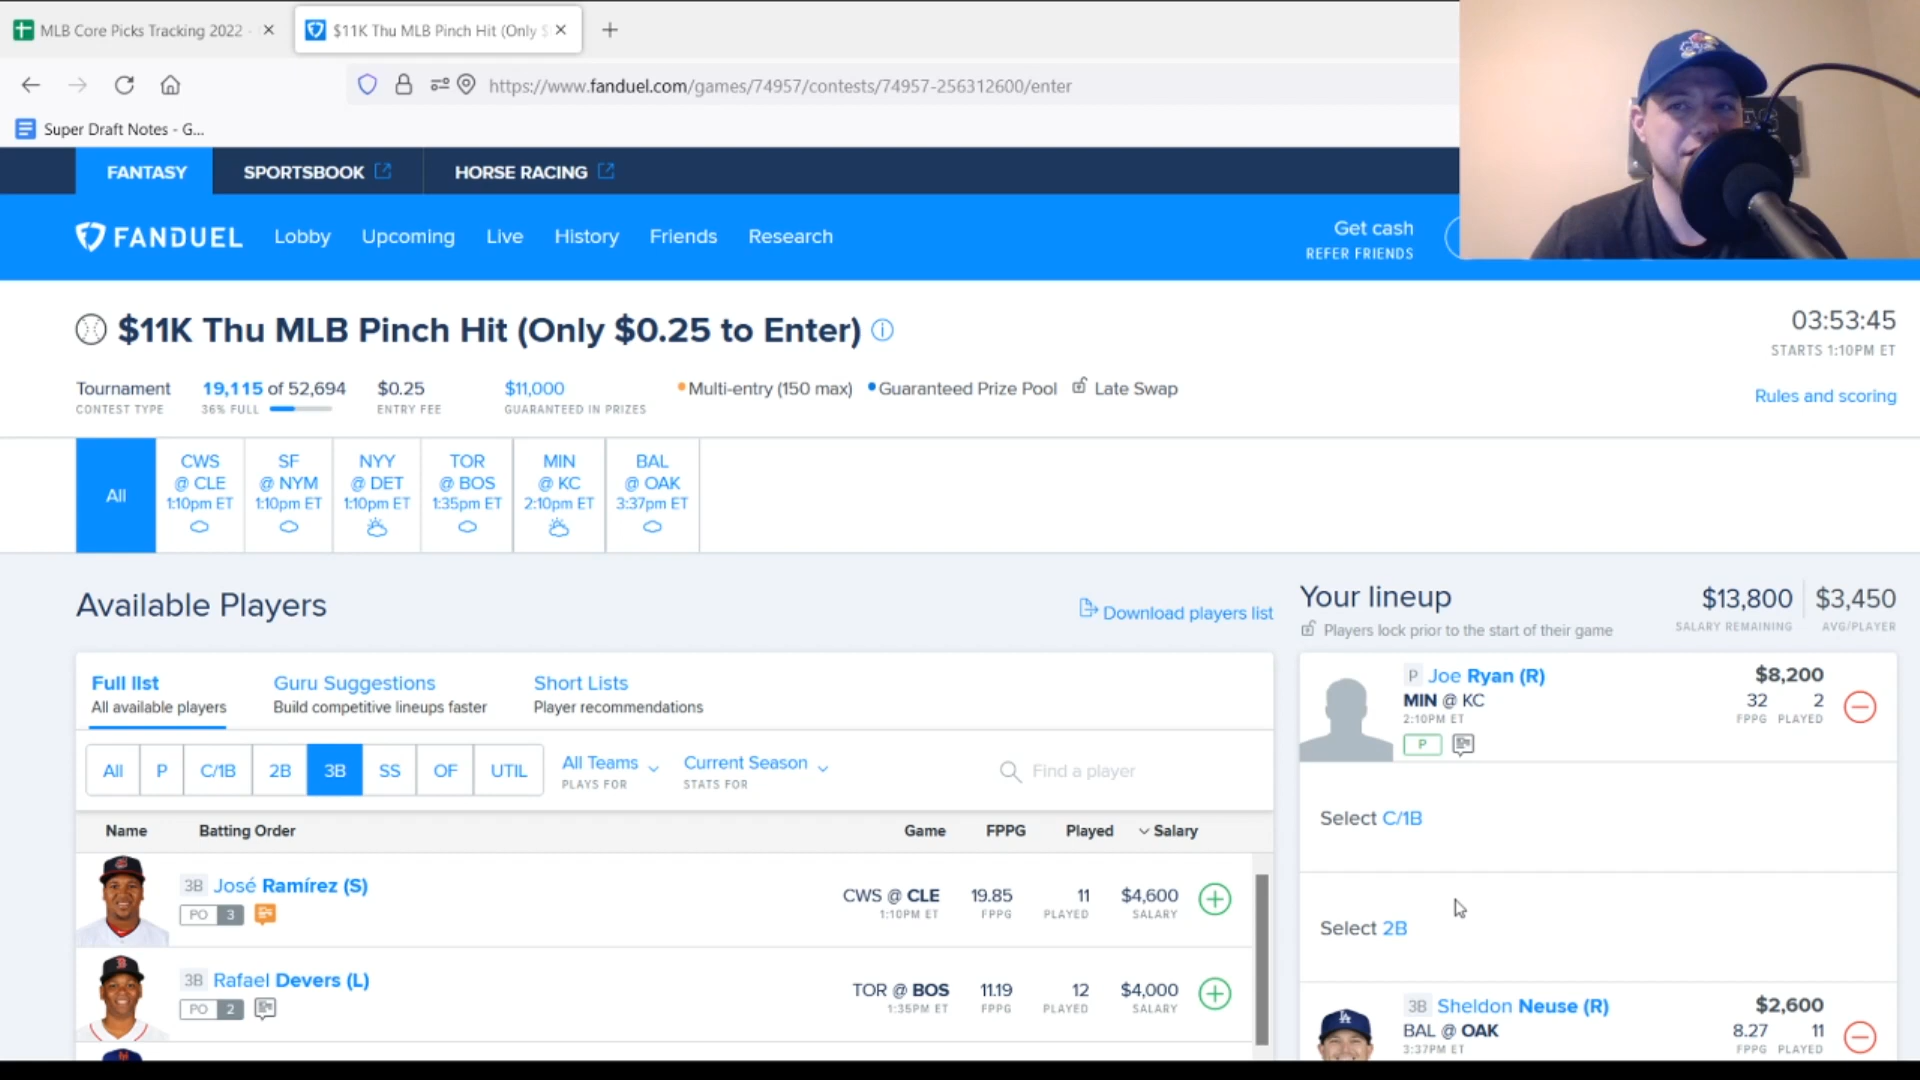 MLB Core Picks Tracking 2022 -
$11K Thu MLB Pinch Hit (Only $
https://www.fanduel.com/games/74957/contests/74957-256312600/enter
Super Draft Notes - G...
FANTASY SPORTSBOOK HORSE RACING
FANDUEL Lobby Upcoming Live History Friends Research
Get cash
REFER FRIENDS
$11K Thu MLB Pinch Hit (Only $0.25 to Enter)
03:53:45
STARTS 1:10PM ET
Tournament 19,115 of 52,694 $0.25 $11,000 Multi-entry (150 max) Guaranteed Prize Pool Late Swap
CONTEST TYPE 36% FULL ENTRY FEE GUARANTEED IN PRIZES
Rules and scoring
All
CWS SF NYY TOR MIN BAL
@ CLE @ NYM @ DET @ BOS @ KC @ OAK
1:10pm ET 1:10pm ET 1:10pm ET 1:35pm ET 2:10pm ET 3:37pm ET
Available Players
Download players list
Full list Guru Suggestions Short Lists
All available players Build competitive lineups faster Player recommendations
All P C/1B 2B 3B SS OF UTIL
All Teams Current Season Find a player
PLAYS FOR STATS FOR
Name Batting Order Game FPPG Played Salary
3B José Ramírez (S)
PO 3
CWS @ CLE 19.85 11 $4,600
1:10PM ET FPPG PLAYED SALARY
3B Rafael Devers (L)
PO 2
TOR @ BOS 11.19 12 $4,000
1:35PM ET FPPG PLAYED SALARY
Your lineup $13,800 $3,450
Players lock prior to the start of their game SALARY REMAINING AVG/PLAYER
P Joe Ryan (R) $8,200
MIN @ KC 32 2
2:10PM ET FPPG PLAYED
P
Select C/1B
Select 2B
3B Sheldon Neuse (R) $2,600
BAL @ OAK 8.27 11
3:37PM ET FPPG PLAYED